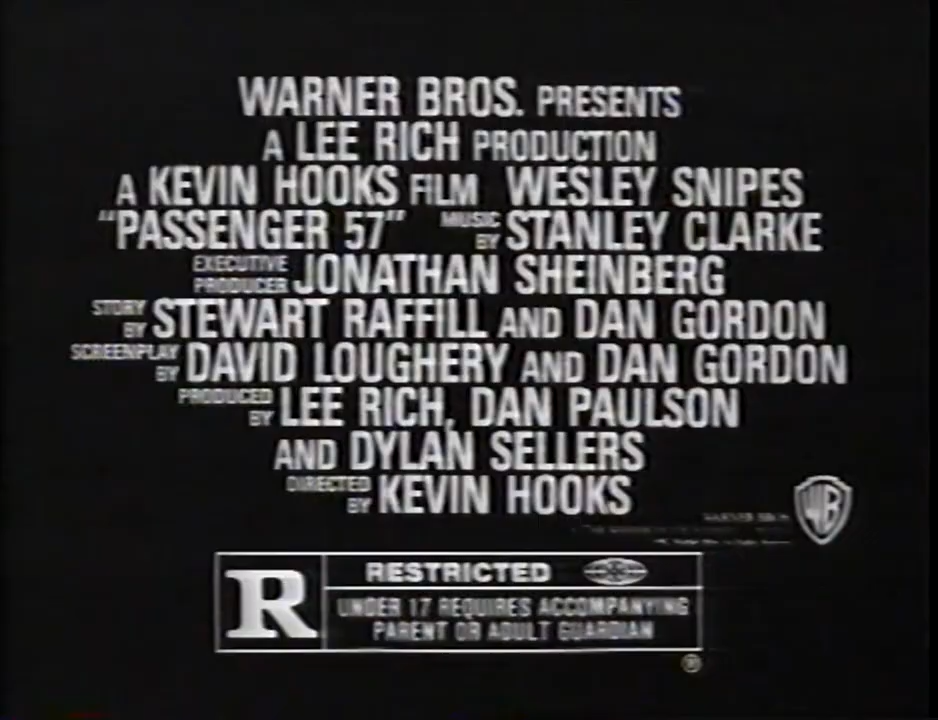 WARNER BROS. PRESENTS
A LEE RICH PRODUCTION
A KEVIN HOOKS FILM WESLEY SNIPES
"PASSENGER 57" MUSIC BY STANLEY CLARKE
EXECUTIVE PRODUCER JONATHAN SHEINBERG
STORY BY STEWART RAFFILL AND DAN GORDON
SCREENPLAY BY DAVID LOUGHERY AND DAN GORDON
PRODUCED BY LEE RICH, DAN PAULSON
AND DYLAN SELLERS
DIRECTED BY KEVIN HOOKS
WB
R RESTRICTED
UNDER 17 REQUIRES ACCOMPANYING
PARENT OR ADULT GUARDIAN
®